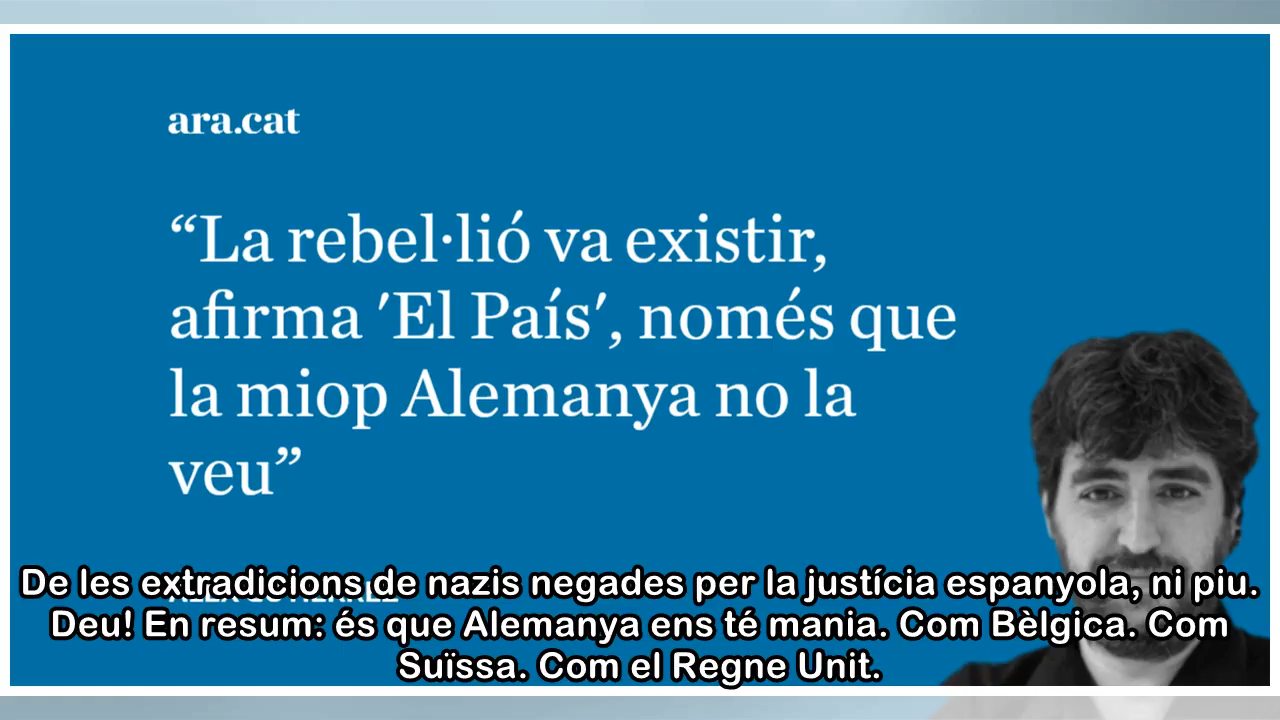 ara.cat
“La rebel·lió va existir,
afirma 'El País', només que
la miop Alemanya no la
veu”
De les extradicions de nazis negades per la justícia espanyola, ni piu.
Deu! En resum: és que Alemanya ens té mania. Com Bèlgica. Com
Suïssa. Com el Regne Unit.